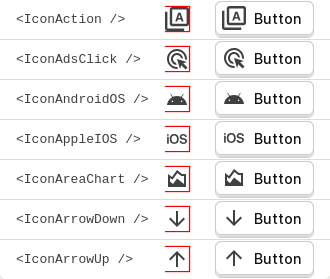 <IconAction /> A A Button
<IconAdsClick /> Button
<IconAndroidOS /> Button
<IconAppleIOS /> iOS iOS Button
<IconAreaChart /> Button
<IconArrowDown /> Button
<IconArrowUp /> Button